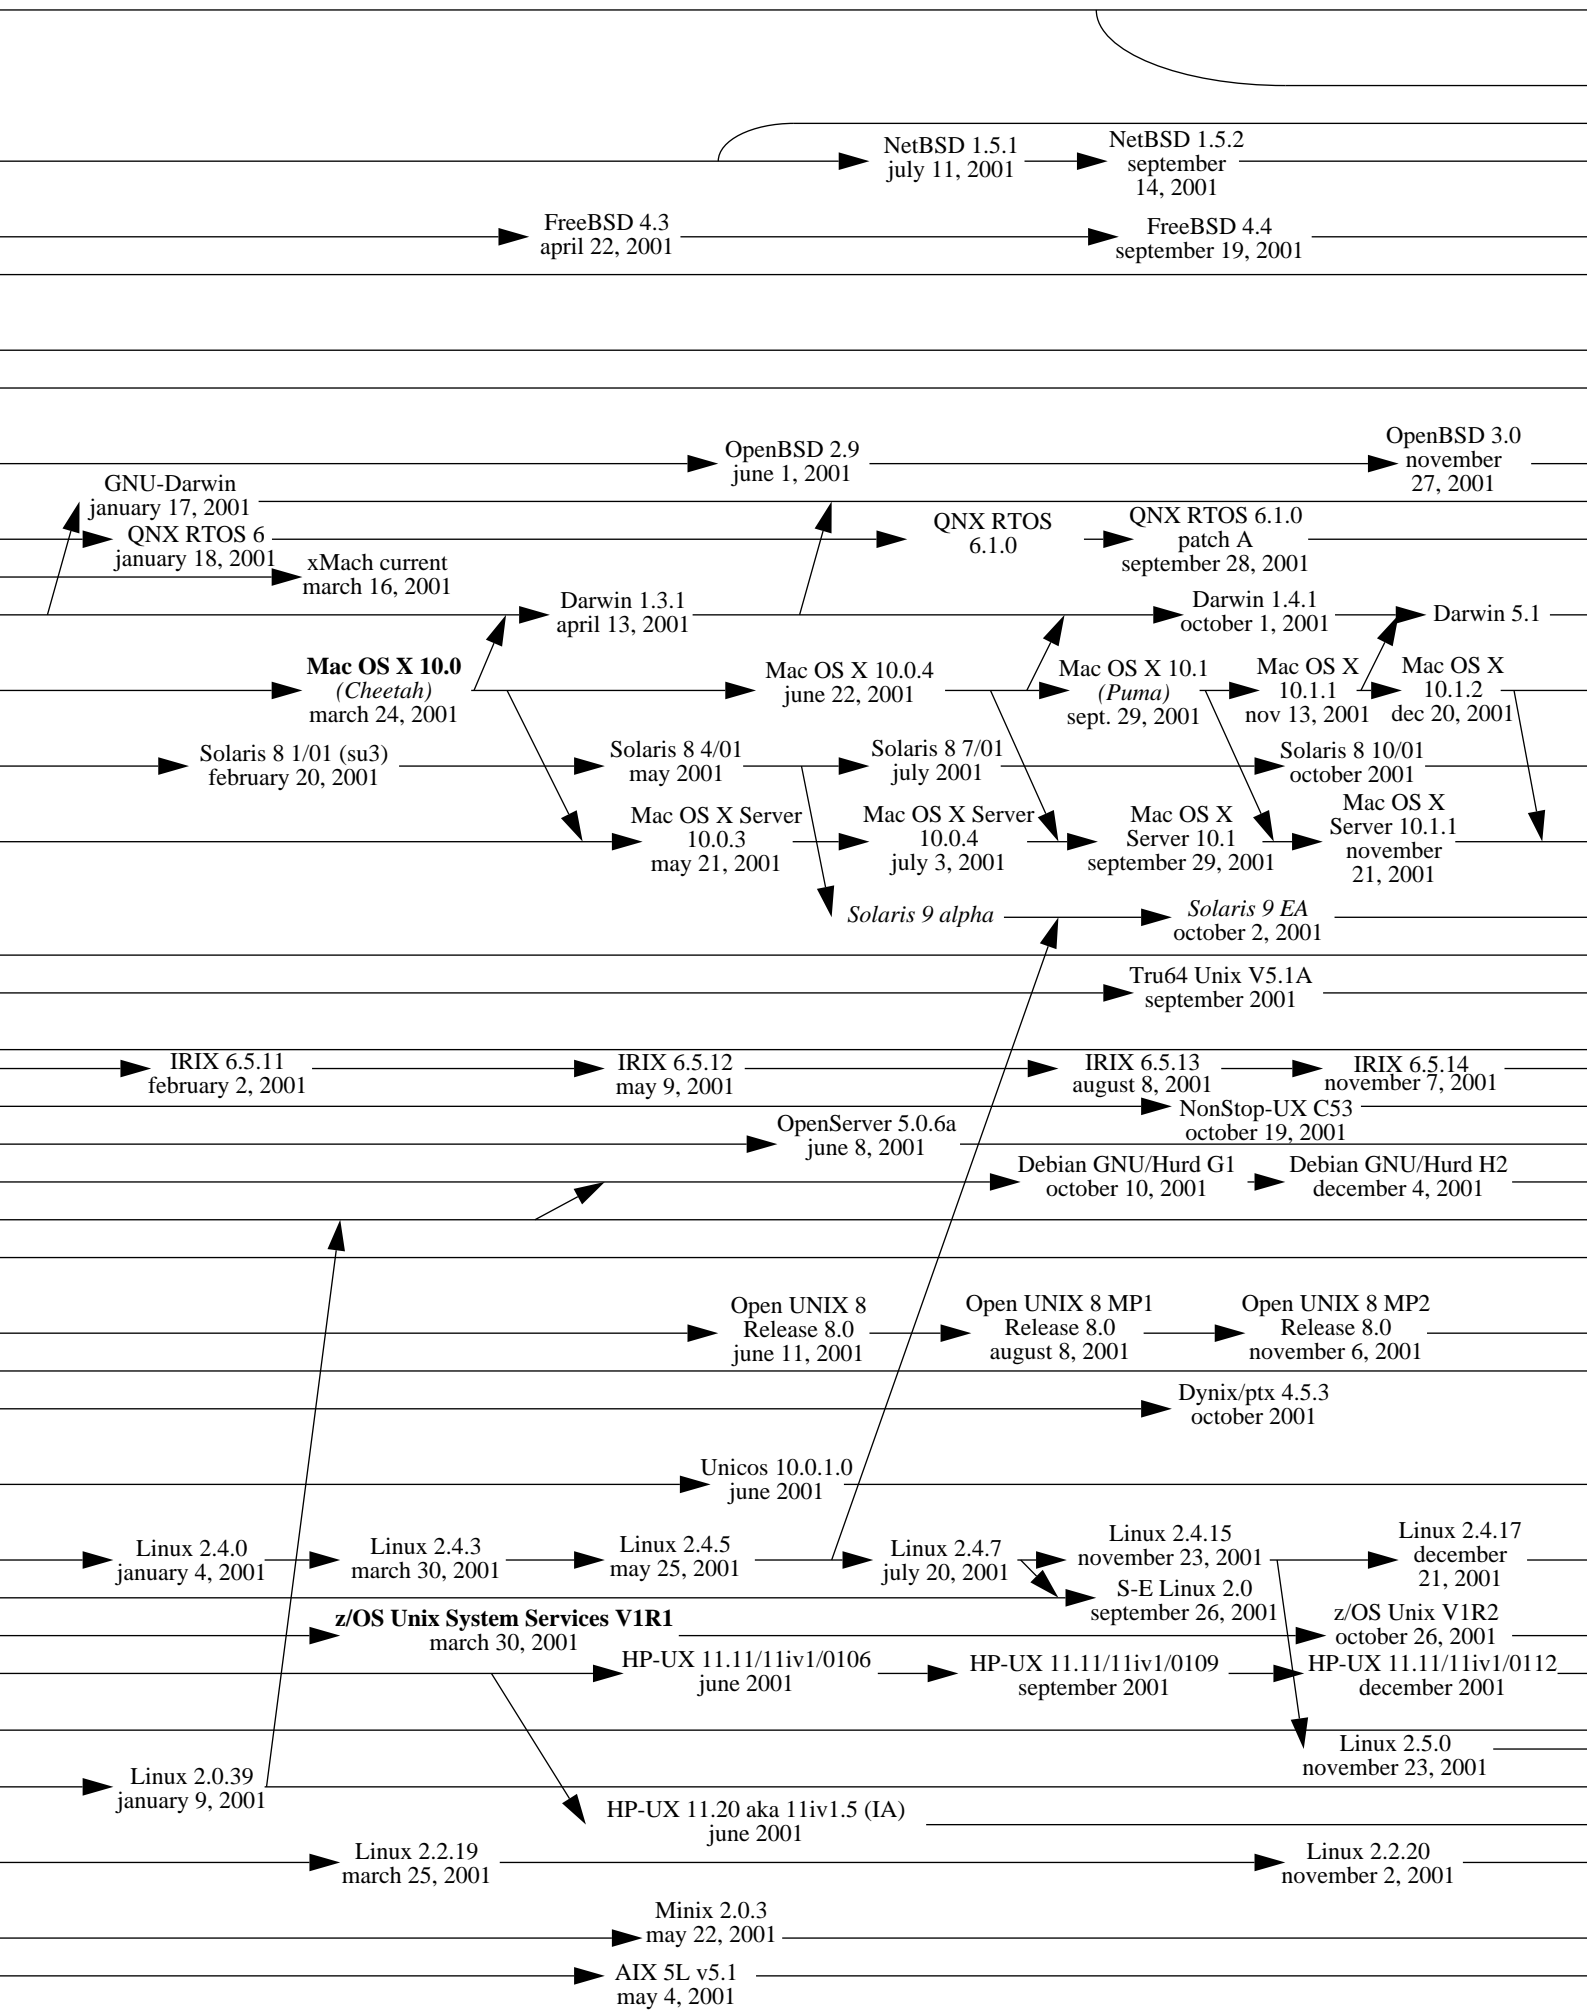 NetBSD 1.5.1
july 11, 2001
NetBSD 1.5.2
september
14, 2001
FreeBSD 4.3
april 22, 2001
FreeBSD 4.4
september 19, 2001
OpenBSD 2.9
june 1, 2001
OpenBSD 3.0
november
27, 2001
GNU-Darwin
january 17, 2001
QNX RTOS 6
january 18, 2001
QNX RTOS
6.1.0
QNX RTOS 6.1.0
patch A
september 28, 2001
xMach current
march 16, 2001
Darwin 1.3.1
april 13, 2001
Darwin 1.4.1
october 1, 2001
Darwin 5.1
Mac OS X 10.0
(Cheetah)
march 24, 2001
Mac OS X 10.0.4
june 22, 2001
Mac OS X 10.1
(Puma)
sept. 29, 2001
Mac OS X
10.1.1
nov 13, 2001
Mac OS X
10.1.2
dec 20, 2001
Solaris 8 1/01 (su3)
february 20, 2001
Solaris 8 4/01
may 2001
Solaris 8 7/01
july 2001
Solaris 8 10/01
october 2001
Mac OS X Server
10.0.3
may 21, 2001
Mac OS X Server
10.0.4
july 3, 2001
Mac OS X
Server 10.1
september 29, 2001
Mac OS X
Server 10.1.1
november
21, 2001
Solaris 9 alpha
Solaris 9 EA
october 2, 2001
Tru64 Unix V5.1A
september 2001
IRIX 6.5.11
february 2, 2001
IRIX 6.5.12
may 9, 2001
IRIX 6.5.13
august 8, 2001
IRIX 6.5.14
november 7, 2001
NonStop-UX C53
october 19, 2001
OpenServer 5.0.6a
june 8, 2001
Debian GNU/Hurd G1
october 10, 2001
Debian GNU/Hurd H2
december 4, 2001
Open UNIX 8
Release 8.0
june 11, 2001
Open UNIX 8 MP1
Release 8.0
august 8, 2001
Open UNIX 8 MP2
Release 8.0
november 6, 2001
Dynix/ptx 4.5.3
october 2001
Unicos 10.0.1.0
june 2001
Linux 2.4.0
january 4, 2001
Linux 2.4.3
march 30, 2001
Linux 2.4.5
may 25, 2001
Linux 2.4.7
july 20, 2001
Linux 2.4.15
november 23, 2001
Linux 2.4.17
december
21, 2001
S-E Linux 2.0
september 26, 2001
z/OS Unix System Services V1R1
march 30, 2001
z/OS Unix V1R2
october 26, 2001
HP-UX 11.11/11iv1/0106
june 2001
HP-UX 11.11/11iv1/0109
september 2001
HP-UX 11.11/11iv1/0112
december 2001
Linux 2.5.0
november 23, 2001
Linux 2.0.39
january 9, 2001
HP-UX 11.20 aka 11iv1.5 (IA)
june 2001
Linux 2.2.19
march 25, 2001
Linux 2.2.20
november 2, 2001
Minix 2.0.3
may 22, 2001
AIX 5L v5.1
may 4, 2001